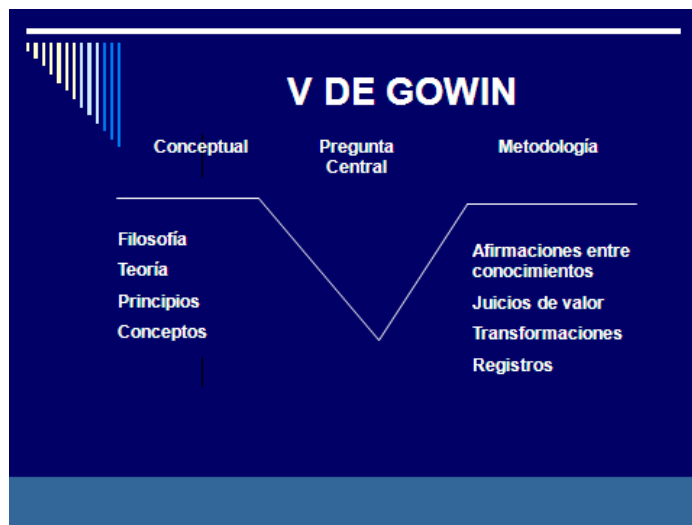 V DE GOWIN
Conceptual
Pregunta
Central
Metodología
Filosofía
Teoría
Principios
Conceptos
Afirmaciones entre
conocimientos
Juicios de valor
Transformaciones
Registros